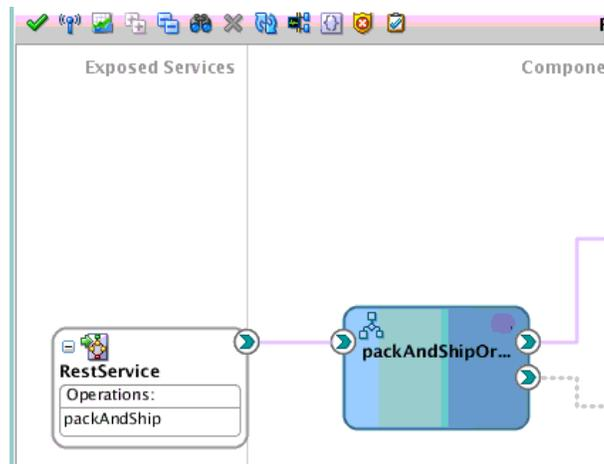 Exposed Services
Compone
RestService
Operations:
packAndShip
packAndShipOr...